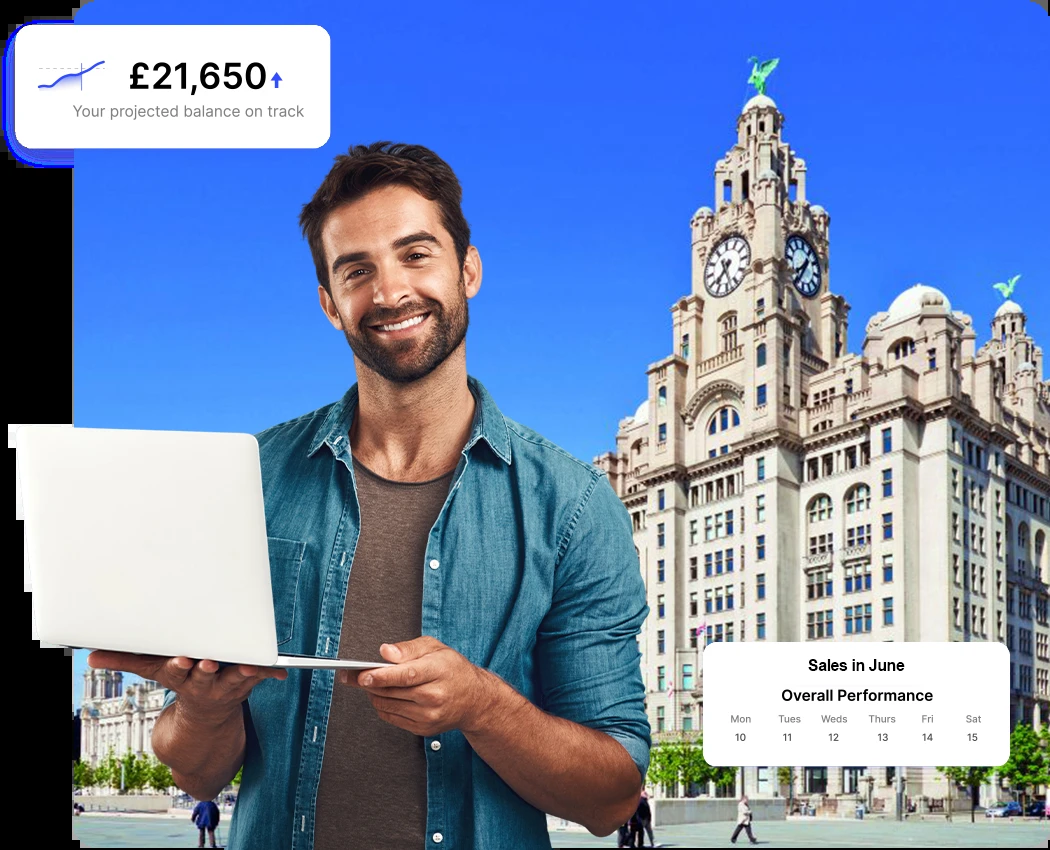 £21,650
Your projected balance on track
Sales in June
Overall Performance
Mon Tues Weds Thurs Fri Sat
10 11 12 13 14 15